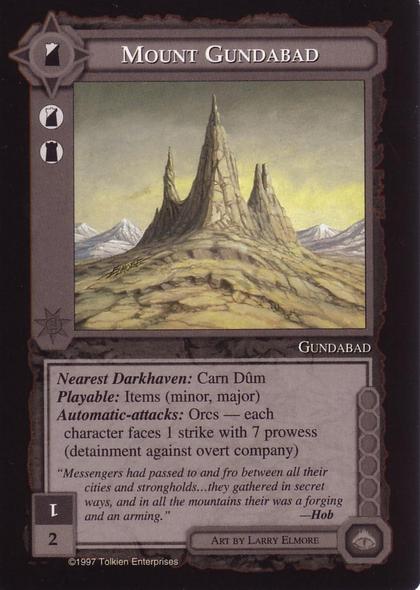 MOUNT GUNDABAD
ELMORE
GUNDABAD
Nearest Darkhaven: Carn Dûm
Playable: Items (minor, major)
Automatic-attacks: Orcs — each
character faces 1 strike with 7 prowess
(detainment against overt company)
“Messengers had passed to and fro between all their
cities and strongholds…they gathered in secret
ways, and in all the mountains their was a forging
and an arming.” —Hob
1
2
ART BY LARRY ELMORE
©1997 Tolkien Enterprises